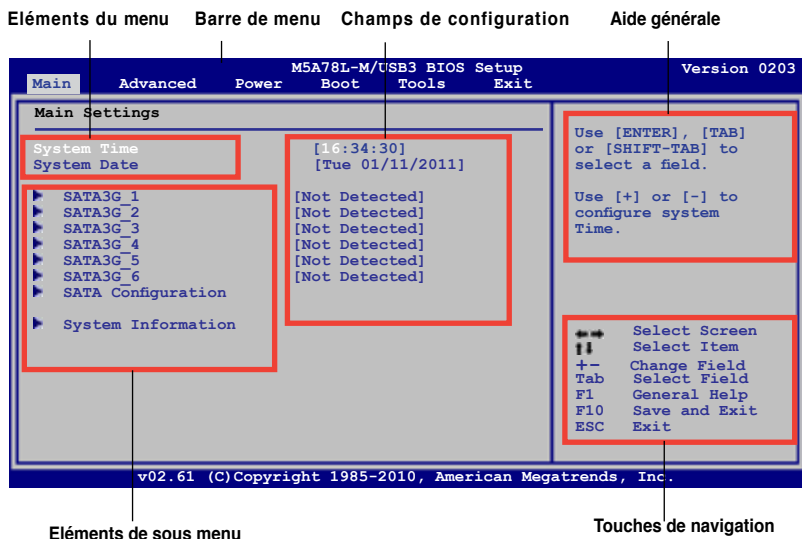 Eléments du menu Barre de menu Champs de configuration Aide générale
M5A78L-M/USB3 BIOS Setup Version 0203
Main Advanced Power Boot Tools Exit
Main Settings
System Time [16:34:30]
System Date [Tue 01/11/2011]
SATA3G_1 [Not Detected]
SATA3G_2 [Not Detected]
SATA3G_3 [Not Detected]
SATA3G_4 [Not Detected]
SATA3G_5 [Not Detected]
SATA3G_6 [Not Detected]
SATA Configuration
System Information
Use [ENTER], [TAB]
or [SHIFT-TAB] to
select a field.
Use [+] or [-] to
configure system
Time.
←→ Select Screen
↑↓ Select Item
+- Change Field
Tab Select Field
F1 General Help
F10 Save and Exit
ESC Exit
v02.61 (C)Copyright 1985-2010, American Megatrends, Inc.
Eléments de sous menu Touches de navigation